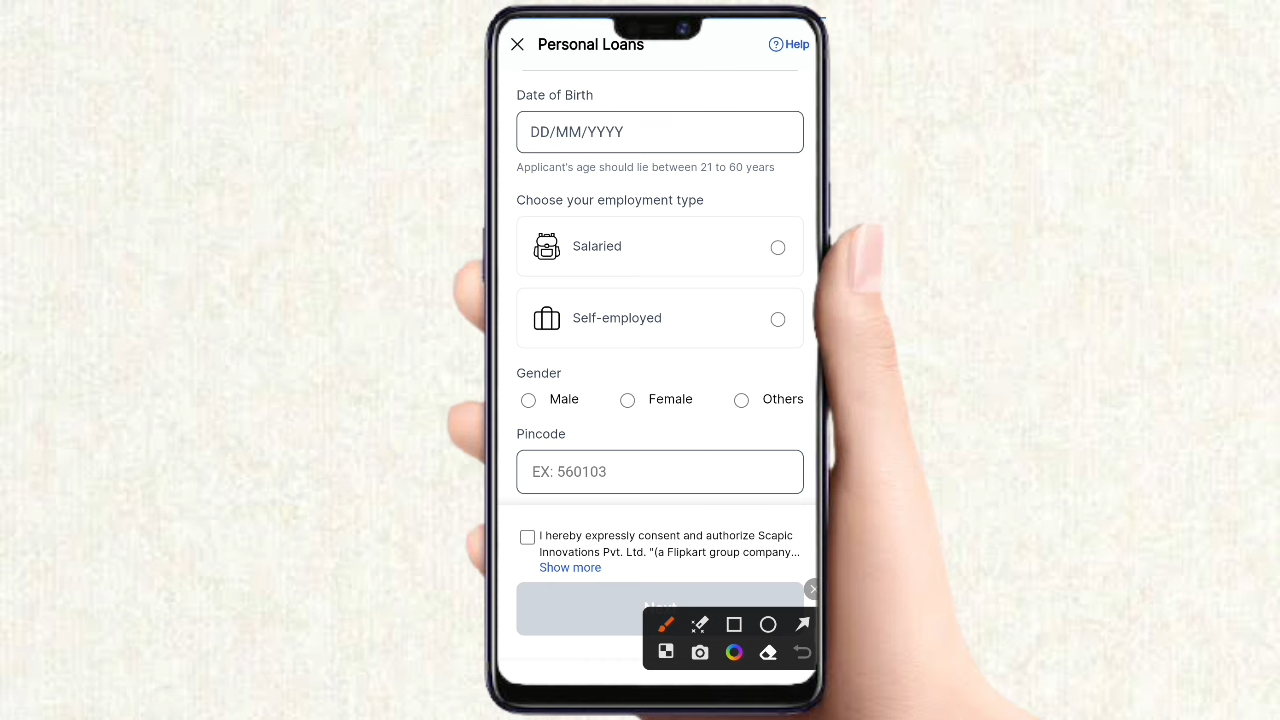 Personal Loans
Help
Date of Birth
DD/MM/YYYY
Applicant's age should lie between 21 to 60 years
Choose your employment type
Salaried
Self-employed
Gender
Male Female Others
Pincode
EX: 560103
I hereby expressly consent and authorize Scapic
Innovations Pvt. Ltd. "(a Flipkart group company...
Show more